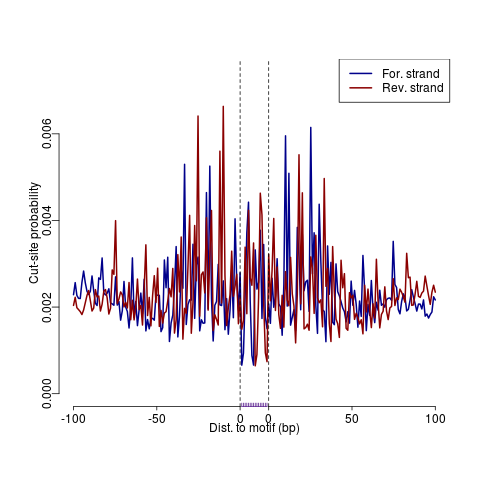 For. strand
Rev. strand
Cut-site probability
0.006
0.004
0.002
0.000
-100 -50 0 0 50 100
Dist. to motif (bp)